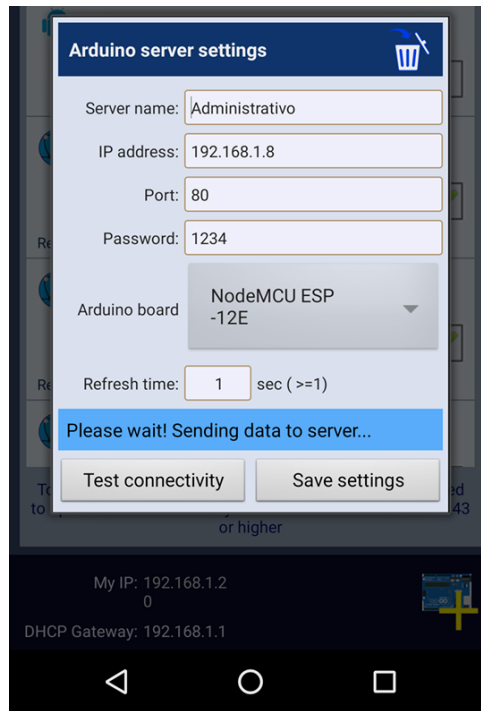 Arduino server settings
Server name: Administrativo
IP address: 192.168.1.8
Port: 80
Password: 1234
Arduino board NodeMCU ESP
-12E
Refresh time: 1 sec ( >=1)
Please wait! Sending data to server...
Test connectivity Save settings
to
43
or higher
My IP: 192.168.1.2
0
DHCP Gateway: 192.168.1.1